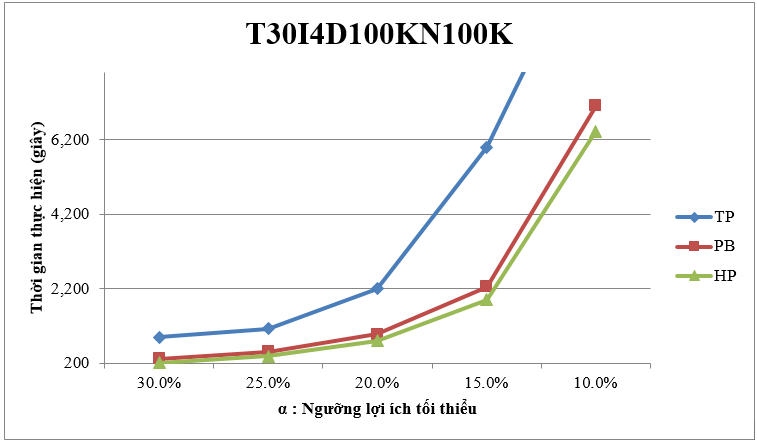 T30I4D100KN100K
Thời gian thực hiện (giây)
6,200
4,200
2,200
200
30.0% 25.0% 20.0% 15.0% 10.0%
α : Ngưỡng lợi ích tối thiểu
TP
PB
HP